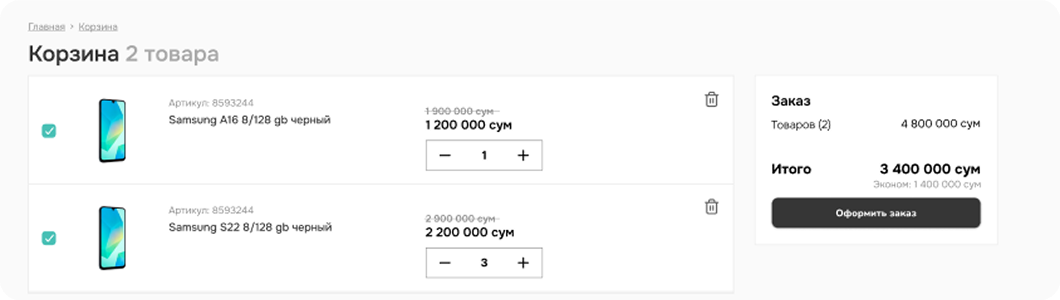 Главная > Корзина
Корзина 2 товара
Артикул: 8593244
Samsung A16 8/128 gb черный
1 900 000 сум
1 200 000 сум
− 1 +
Артикул: 8593244
Samsung S22 8/128 gb черный
2 900 000 сум
2 200 000 сум
− 3 +
Заказ
Товаров (2) 4 800 000 сум
Итого 3 400 000 сум
Эконом: 1 400 000 сум
Оформить заказ